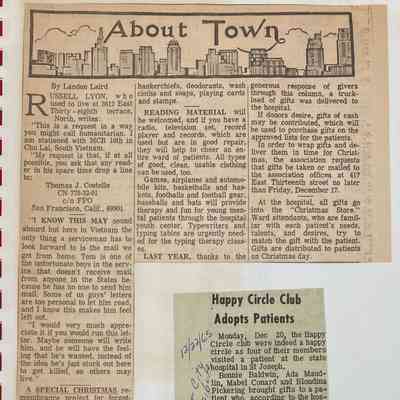 About Town
By Landon Laird
RUSSELL LYON, who
used to live at 3612 East
Thirty-eighth terrace,
North, writes:
"This is a request in a way
you might call humanitarian. I
am stationed with MCB 10th in
Chu Lai, South Vietnam.
"My request is that, if at all
possible, you ask that any reader
in his spare time drop a line
to:
Thomas J. Costello
CN 775-32-01
c/o FPO
San Francisco, Calif., 96601.
"I KNOW THIS MAY sound
absurd but here in Vietnam the
only thing a serviceman has to
look forward to is the mail we
get from home. Tom is one of
the unfortunate boys in the service
that doesn't receive mail
from anyone in the States because
he has no one to send him
mail. Some of us guys' letters
are too personal to let him read,
and I know this makes him feel
left out.
"I would very much appreciate
it if you would run this letter.
Maybe someone will write
him, and he will have the feeling
that he's wanted, instead of
the idea he's just stuck out here
to get killed, so others may
live."
A SPECIAL CHRISTMAS re-
kerchiefs, deodorants, wash
cloths and soaps, playing cards
and stamps.
READING MATERIAL will
be welcomed, and if you have a
radio, television set, record
player and records, which are
used but are in good repair,
they will help to cheer an entire
ward of patients. All types
of good, clean, usable clothing
can be used, too.
Games, airplane and automobile
kits, basketballs and baskets,
footballs and football gear,
baseballs and bats will provide
therapy and fun for young mental
patients through the hospital
youth center. Typewriters and
typing tables are urgently needed
for the typing therapy classes.
LAST YEAR, thanks to the
generous response of givers
through this column, a truckload
of gifts was delivered to
the hospital.
If donors desire, gifts of cash
may be contributed, which will
be used to purchase gifts on the
approved lists for the patients.
In order to wrap gifts and deliver
them in time for Christmas,
the association requests
that gifts be taken or mailed to
the association offices at 417
East Thirteenth street no later
than Friday, December 17.
At the hospital, all gifts go
into the "Christmas Store."
Ward attendants, who are familiar
with each patient's needs,
talents, and desires, try to
match the gift with the patient.
Gifts are distributed to patients
on Christmas day.
Happy Circle Club
Adopts Patients
12/22/65
Monday, Dec 20, the Happy
Circle club were indeed a happy
circle as four of their members
visited a patient at the state
hospital in St Joseph.
Bonnie Baldwin, Ada Maudlin,
Mabel Conard and Blondina
Pickering brought gifts to a patient
who, according to the hos-